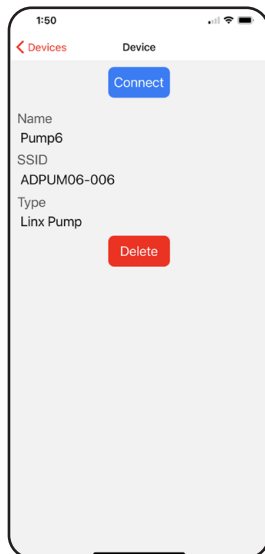 1:50
Devices
Device
Connect
Name
Pump6
SSID
ADPUM06-006
Type
Linx Pump
Delete